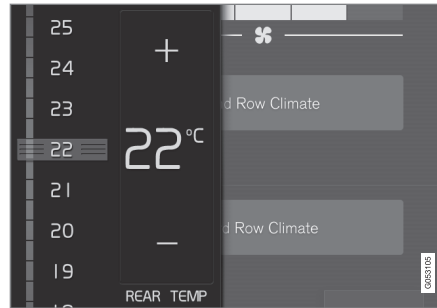 25
24
23
22
21
20
19
+
22°C
–
REAR TEMP
Row Climate
Row Climate
G053105